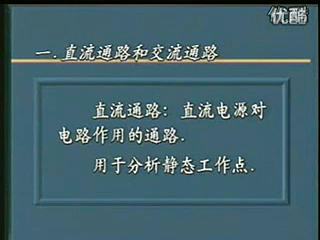 优酷
一.直流通路和交流通路
直流通路: 直流电源对
电路作用的通路.
用于分析静态工作点.